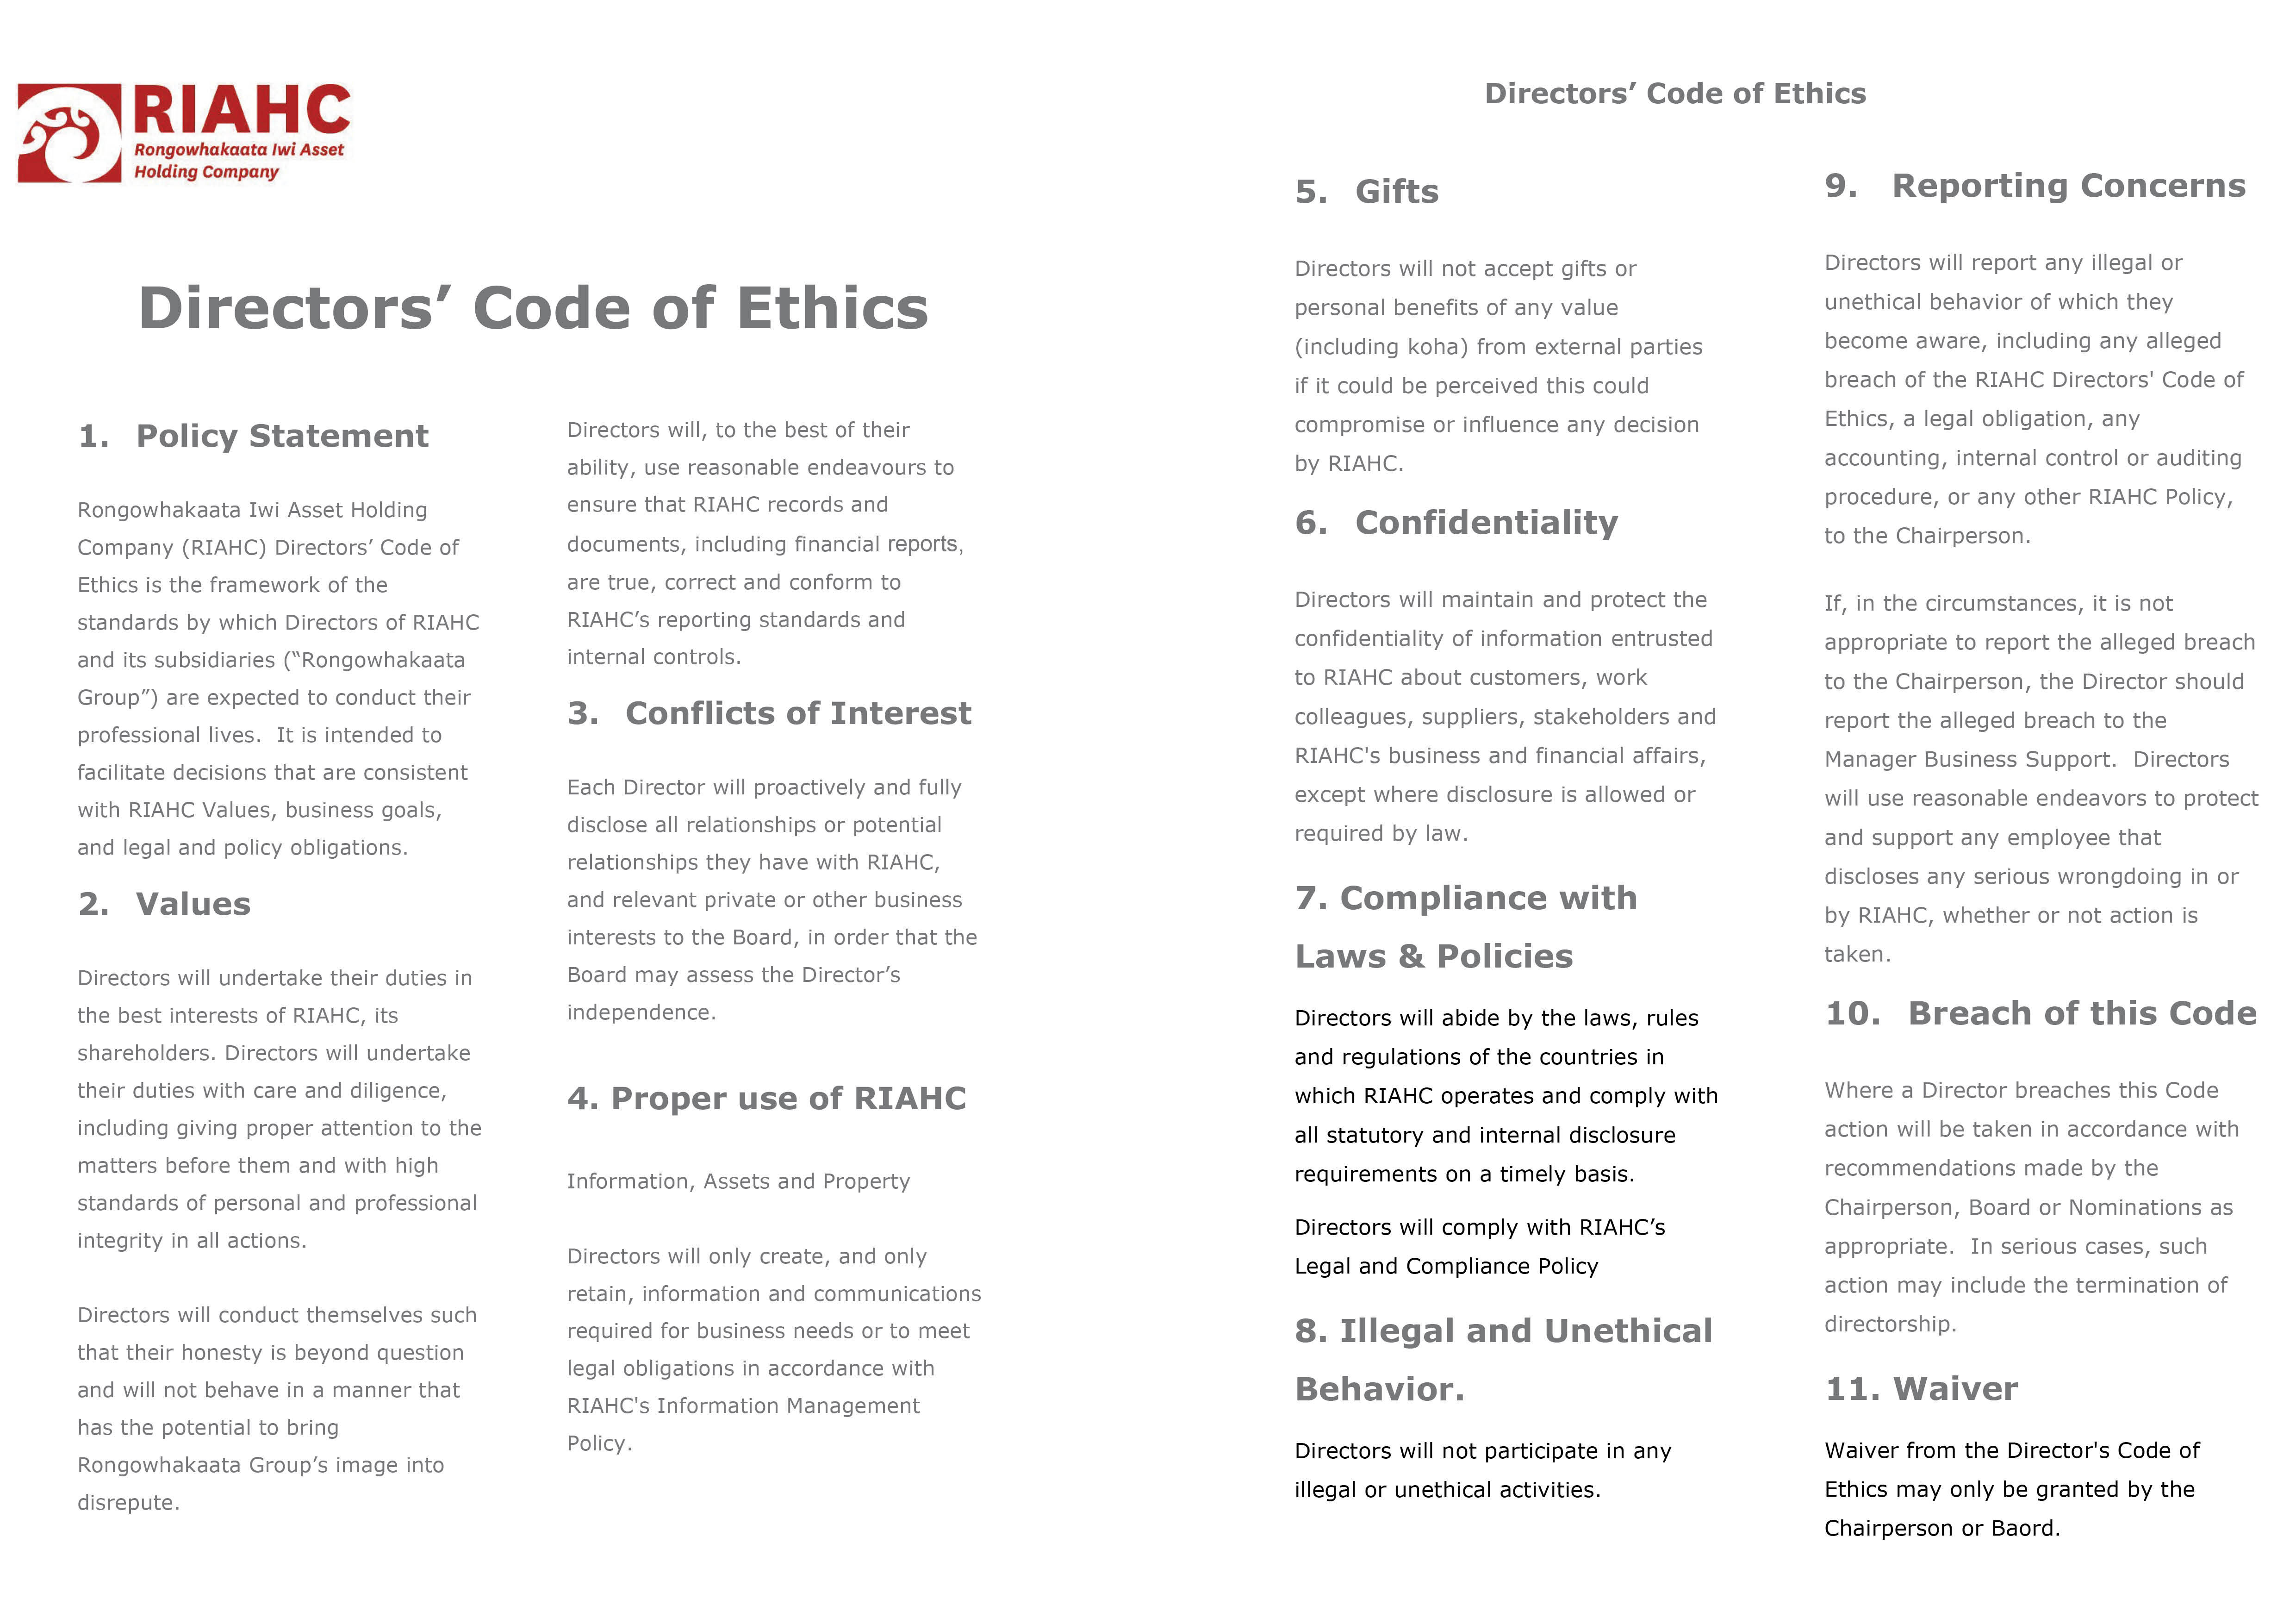 RIAHC
Rongowhakaata Iwi Asset
Holding Company
Directors’ Code of Ethics
1. Policy Statement
Rongowhakaata Iwi Asset Holding
Company (RIAHC) Directors’ Code of
Ethics is the framework of the
standards by which Directors of RIAHC
and its subsidiaries (“Rongowhakaata
Group”) are expected to conduct their
professional lives.  It is intended to
facilitate decisions that are consistent
with RIAHC Values, business goals,
and legal and policy obligations.
2. Values
Directors will undertake their duties in
the best interests of RIAHC, its
shareholders. Directors will undertake
their duties with care and diligence,
including giving proper attention to the
matters before them and with high
standards of personal and professional
integrity in all actions.
Directors will conduct themselves such
that their honesty is beyond question
and will not behave in a manner that
has the potential to bring
Rongowhakaata Group’s image into
disrepute.
Directors will, to the best of their
ability, use reasonable endeavours to
ensure that RIAHC records and
documents, including financial reports,
are true, correct and conform to
RIAHC’s reporting standards and
internal controls.
3. Conflicts of Interest
Each Director will proactively and fully
disclose all relationships or potential
relationships they have with RIAHC,
and relevant private or other business
interests to the Board, in order that the
Board may assess the Director’s
independence.
4. Proper use of RIAHC
Information, Assets and Property
Directors will only create, and only
retain, information and communications
required for business needs or to meet
legal obligations in accordance with
RIAHC's Information Management
Policy.
Directors’ Code of Ethics
5. Gifts
Directors will not accept gifts or
personal benefits of any value
(including koha) from external parties
if it could be perceived this could
compromise or influence any decision
by RIAHC.
6. Confidentiality
Directors will maintain and protect the
confidentiality of information entrusted
to RIAHC about customers, work
colleagues, suppliers, stakeholders and
RIAHC's business and financial affairs,
except where disclosure is allowed or
required by law.
7. Compliance with
Laws & Policies
Directors will abide by the laws, rules
and regulations of the countries in
which RIAHC operates and comply with
all statutory and internal disclosure
requirements on a timely basis.
Directors will comply with RIAHC’s
Legal and Compliance Policy
8. Illegal and Unethical
Behavior.
Directors will not participate in any
illegal or unethical activities.
9. Reporting Concerns
Directors will report any illegal or
unethical behavior of which they
become aware, including any alleged
breach of the RIAHC Directors' Code of
Ethics, a legal obligation, any
accounting, internal control or auditing
procedure, or any other RIAHC Policy,
to the Chairperson.
If, in the circumstances, it is not
appropriate to report the alleged breach
to the Chairperson, the Director should
report the alleged breach to the
Manager Business Support.  Directors
will use reasonable endeavors to protect
and support any employee that
discloses any serious wrongdoing in or
by RIAHC, whether or not action is
taken.
10. Breach of this Code
Where a Director breaches this Code
action will be taken in accordance with
recommendations made by the
Chairperson, Board or Nominations as
appropriate.  In serious cases, such
action may include the termination of
directorship.
11. Waiver
Waiver from the Director's Code of
Ethics may only be granted by the
Chairperson or Baord.